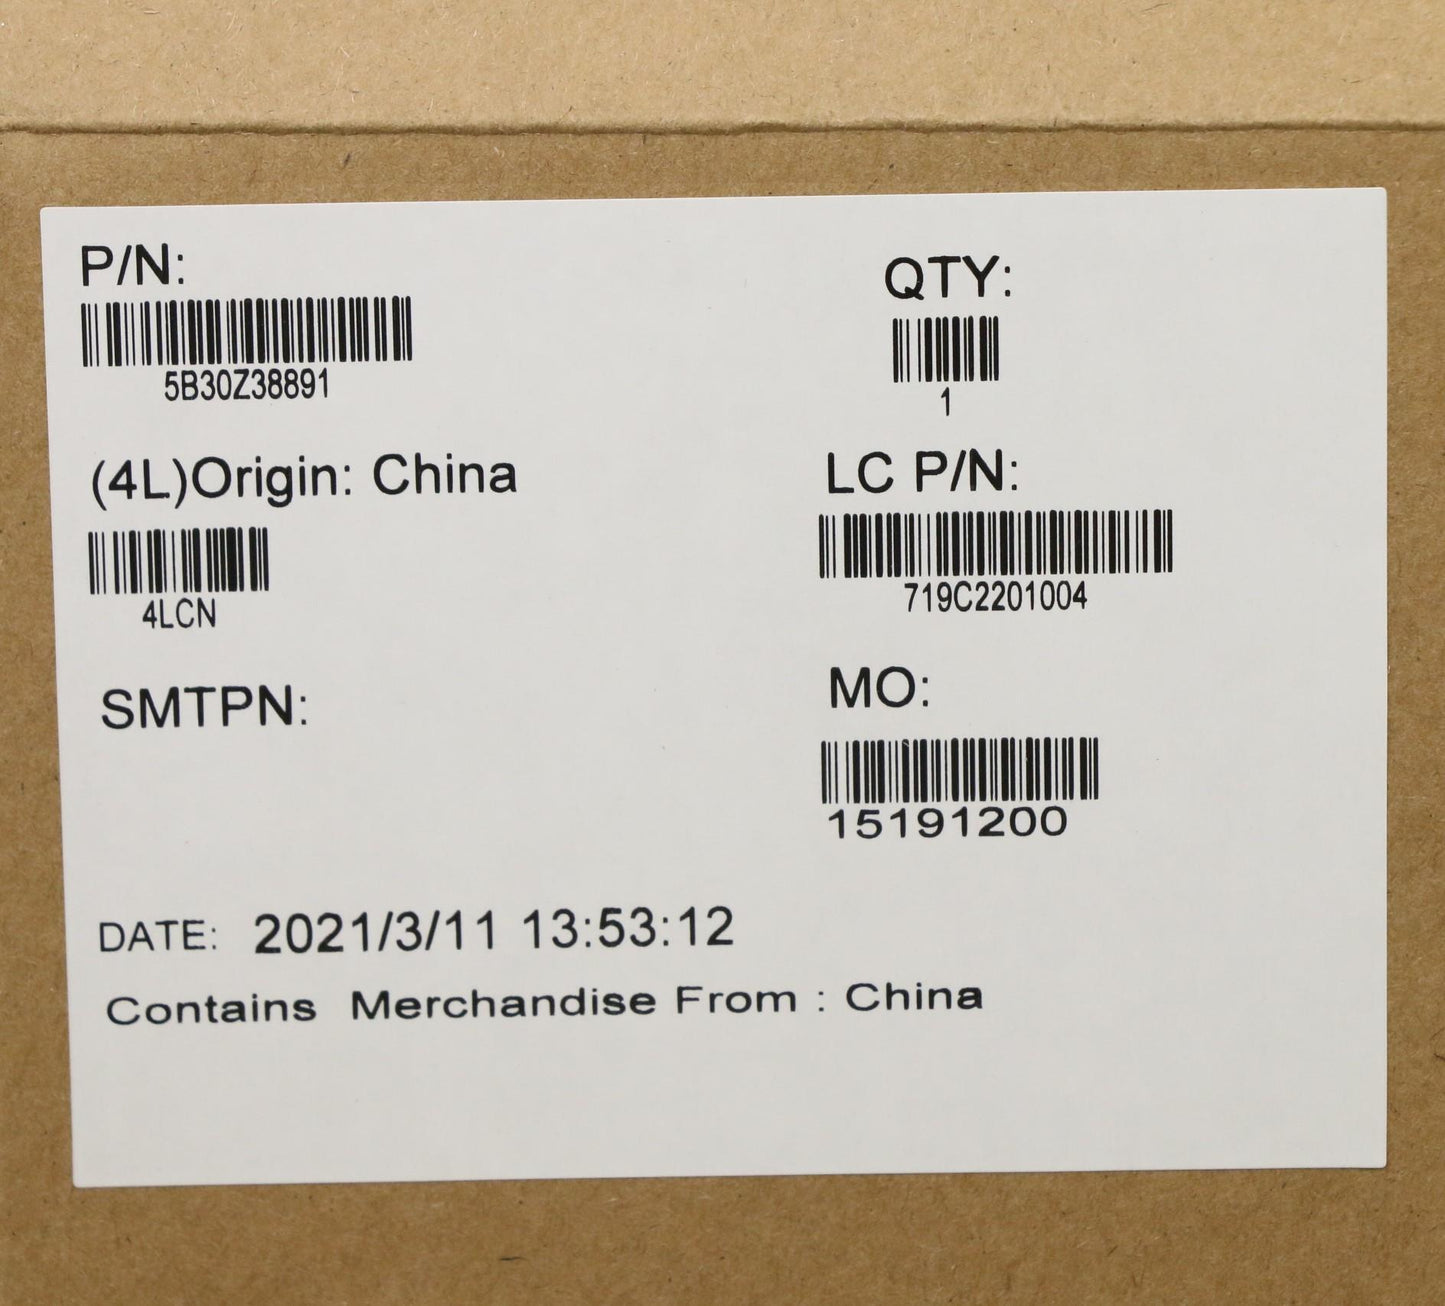 P/N:
5B30Z38891
QTY:
1
(4L)Origin: China
4LCN
LC P/N:
719C2201004
SMTPN:
MO:
15191200
DATE: 2021/3/11 13:53:12
Contains Merchandise From : China